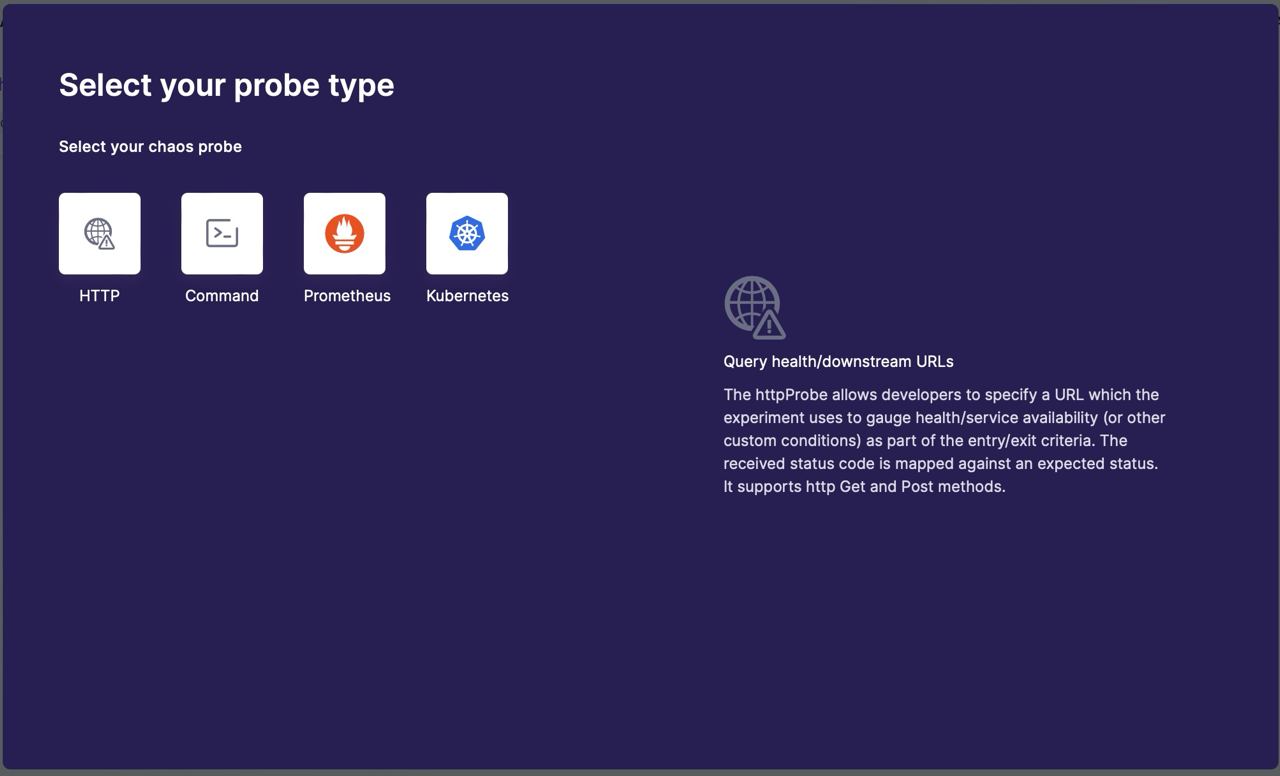 Select your probe type
Select your chaos probe
HTTP
Command
Prometheus
Kubernetes
Query health/downstream URLs
The httpProbe allows developers to specify a URL which the
experiment uses to gauge health/service availability (or other
custom conditions) as part of the entry/exit criteria. The
received status code is mapped against an expected status.
It supports http Get and Post methods.